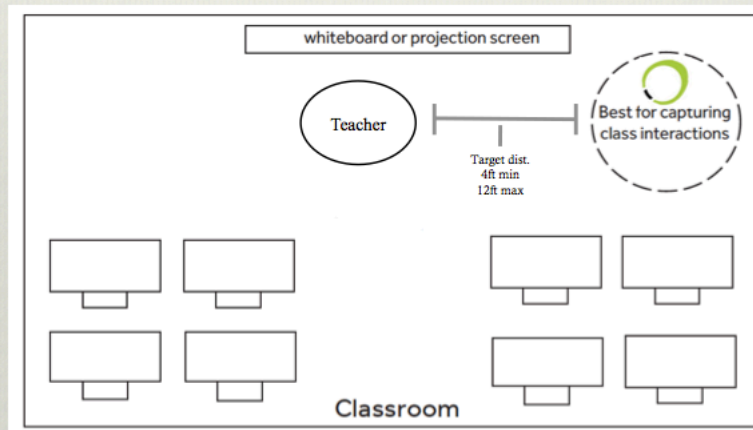 whiteboard or projection screen
Teacher
Best for capturing
class interactions
Target dist.
4ft min
12ft max
Classroom